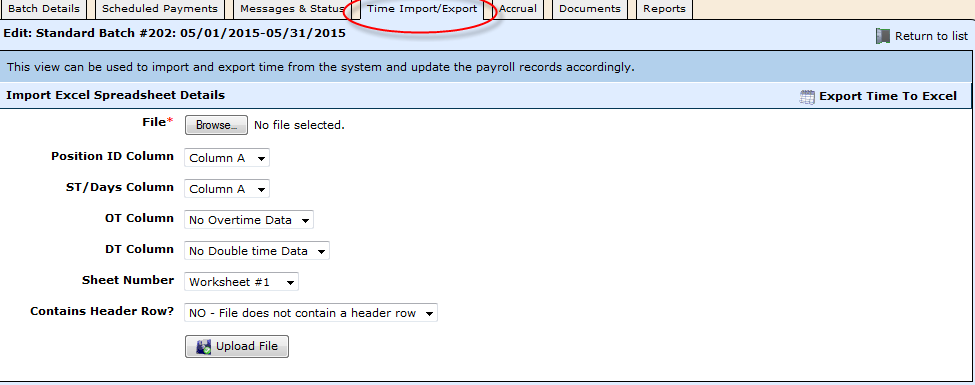 Batch Details Scheduled Payments Messages & Status Time Import/Export Accrual Documents Reports
Edit: Standard Batch #202: 05/01/2015-05/31/2015 Return to list
This view can be used to import and export time from the system and update the payroll records accordingly.
Import Excel Spreadsheet Details Export Time To Excel
File* Browse... No file selected.
Position ID Column Column A
ST/Days Column Column A
OT Column No Overtime Data
DT Column No Double time Data
Sheet Number Worksheet #1
Contains Header Row? NO - File does not contain a header row
Upload File